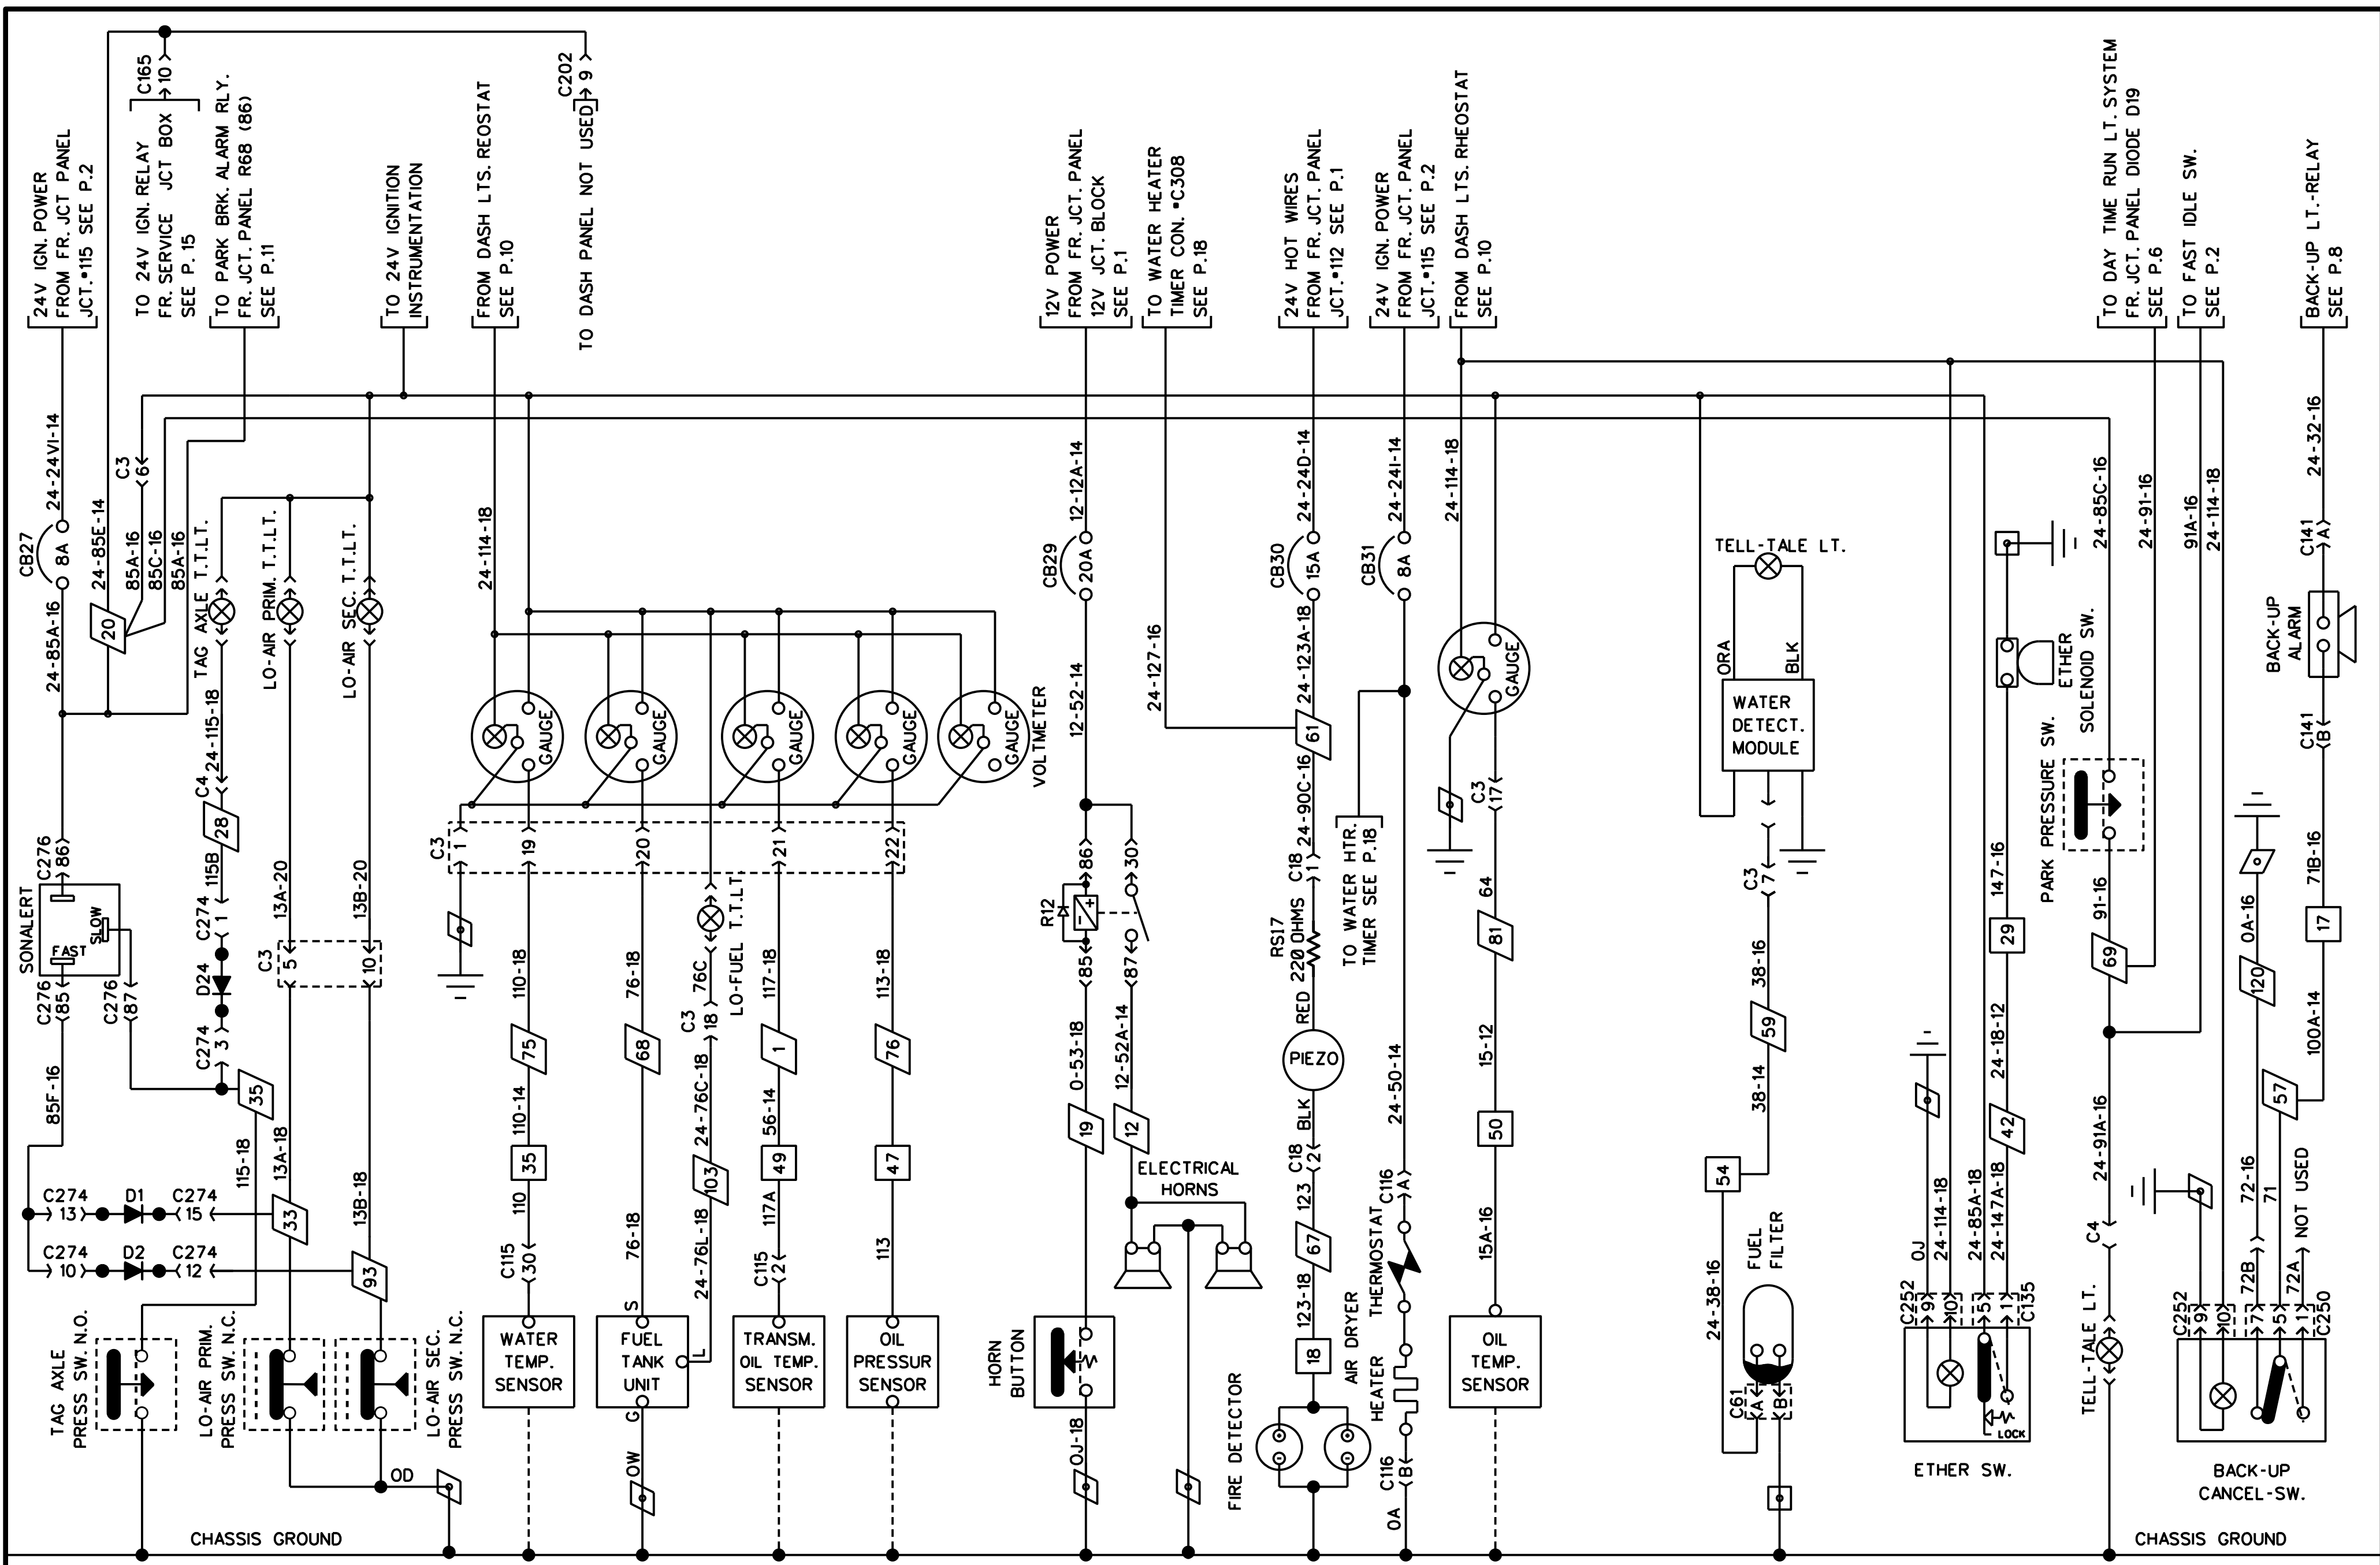 24V IGN. POWER
FROM FR. JCT PANEL
JCT.#115 SEE P.2
C165
10
TO 24V IGN. RELAY
FR. SERVICE JCT BOX
SEE P. 15
TO PARK BRK. ALARM RLY.
FR. JCT. PANEL R68 (86)
SEE P.11
TO 24V IGNITION
INSTRUMENTATION
FROM DASH LTS. REOSTAT
SEE P.10
C202
9
TO DASH PANEL NOT USED
12V POWER
FROM FR. JCT. PANEL
12V JCT. BLOCK
SEE P.1
TO WATER HEATER
TIMER CON. #C308
SEE P.18
24V HOT WIRES
FROM FR. JCT. PANEL
JCT.#112 SEE P.1
24V IGN. POWER
FROM FR. JCT. PANEL
JCT.#115 SEE P.2
FROM DASH LTS. RHEOSTAT
SEE P.10
TO DAY TIME RUN LT. SYSTEM
FR. JCT. PANEL DIODE D19
SEE P.6
TO FAST IDLE SW.
SEE P.2
BACK-UP LT.-RELAY
SEE P.8
24-24VI-14
CB27
8A
24-85A-16
24-85E-14
20
C3
6
85A-16
85C-16
85A-16
TAG AXLE T.T.LT.
LO-AIR PRIM. T.T.LT.
LO-AIR SEC. T.T.LT.
24-114-18
24-115-18
C4
28
115B
C274
1
D24
C274
3
35
115-18
SONALERT
C276
86
FAST
SLOW
C276
85
C276
87
85F-16
13A-20
13B-20
C3
5
10
13A-18
13B-18
33
93
C274
13
D1
C274
15
C274
10
D2
C274
12
TAG AXLE
PRESS SW. N.O.
LO-AIR PRIM.
PRESS SW. N.C.
LO-AIR SEC.
PRESS SW. N.C.
OD
CHASSIS GROUND
GAUGE
GAUGE
GAUGE
GAUGE
GAUGE
VOLTMETER
C3
1
19
20
21
22
110-18
75
110-14
35
110
C115
30
WATER
TEMP.
SENSOR
76-18
68
76-18
S
FUEL
TANK
UNIT
L
G
OW
LO-FUEL T.T.LT
76C
C3
18
24-76C-18
103
24-76L-18
117-18
1
56-14
49
117A
C115
2
TRANSM.
OIL TEMP.
SENSOR
113-18
76
47
113
OIL
PRESSUR
SENSOR
12-12A-14
CB29
20A
12-52-14
86
30
R12
85
87
0-53-18
12-52A-14
19
12
ELECTRICAL
HORNS
HORN
BUTTON
OJ-18
24-127-16
24-24D-14
CB30
15A
24-123A-18
61
24-90C-16
C18
1
RS17
220 OHMS
RED
PIEZO
BLK
C18
2
123
67
123-18
18
FIRE DETECTOR
24-24I-14
CB31
8A
TO WATER HTR.
TIMER SEE P.18
24-50-14
C116
A
THERMOSTAT
AIR DRYER
HEATER
C116
B
OA
24-114-18
GAUGE
C3
17
64
81
15-12
50
15A-16
OIL
TEMP.
SENSOR
TELL-TALE LT.
ORA
BLK
WATER
DETECT.
MODULE
C3
7
38-16
59
38-14
54
24-38-16
FUEL
FILTER
C61
A
B
ETHER
SOLENOID SW.
147-16
29
24-18-12
42
OJ
24-114-18
24-85A-18
24-147A-18
C252
9
10
5
1
C135
LOCK
ETHER SW.
24-85C-16
24-91-16
PARK PRESSURE SW.
91-16
69
24-91A-16
C4
TELL-TALE LT.
91A-16
24-114-18
OA-16
120
72-16
71
NOT USED
72B
72A
C252
9
10
7
5
1
C250
BACK-UP
CANCEL-SW.
24-32-16
C141
A
BACK-UP
ALARM
C141
B
71B-16
17
100A-14
57
CHASSIS GROUND